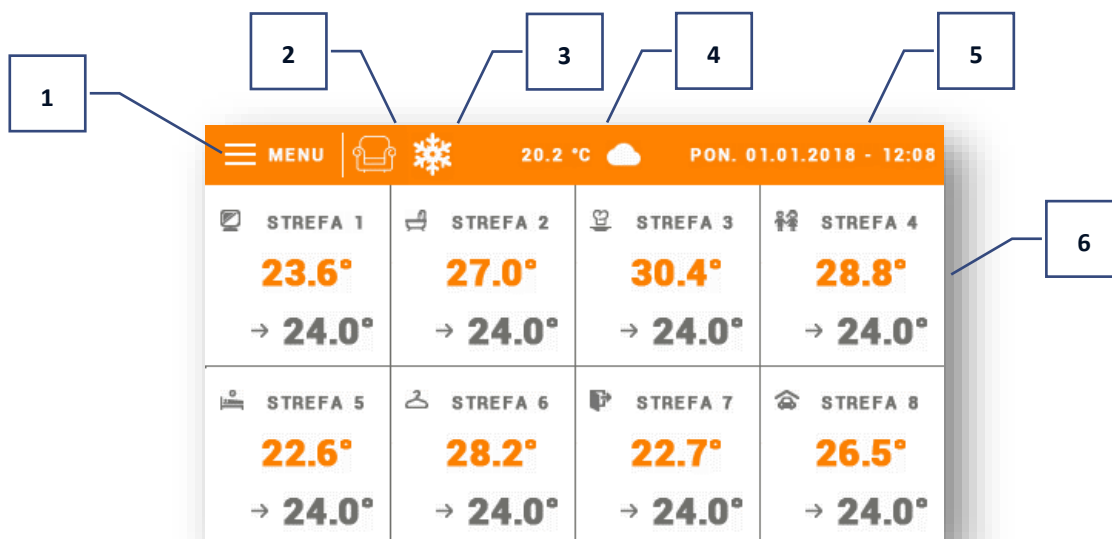 2 3 4 5
1
MENU 20.2 °C PON. 01.01.2018 - 12:08
6
STREFA 1 STREFA 2 STREFA 3 STREFA 4
23.6° 27.0° 30.4° 28.8°
→ 24.0° → 24.0° → 24.0° → 24.0°
STREFA 5 STREFA 6 STREFA 7 STREFA 8
22.6° 28.2° 22.7° 26.5°
→ 24.0° → 24.0° → 24.0° → 24.0°